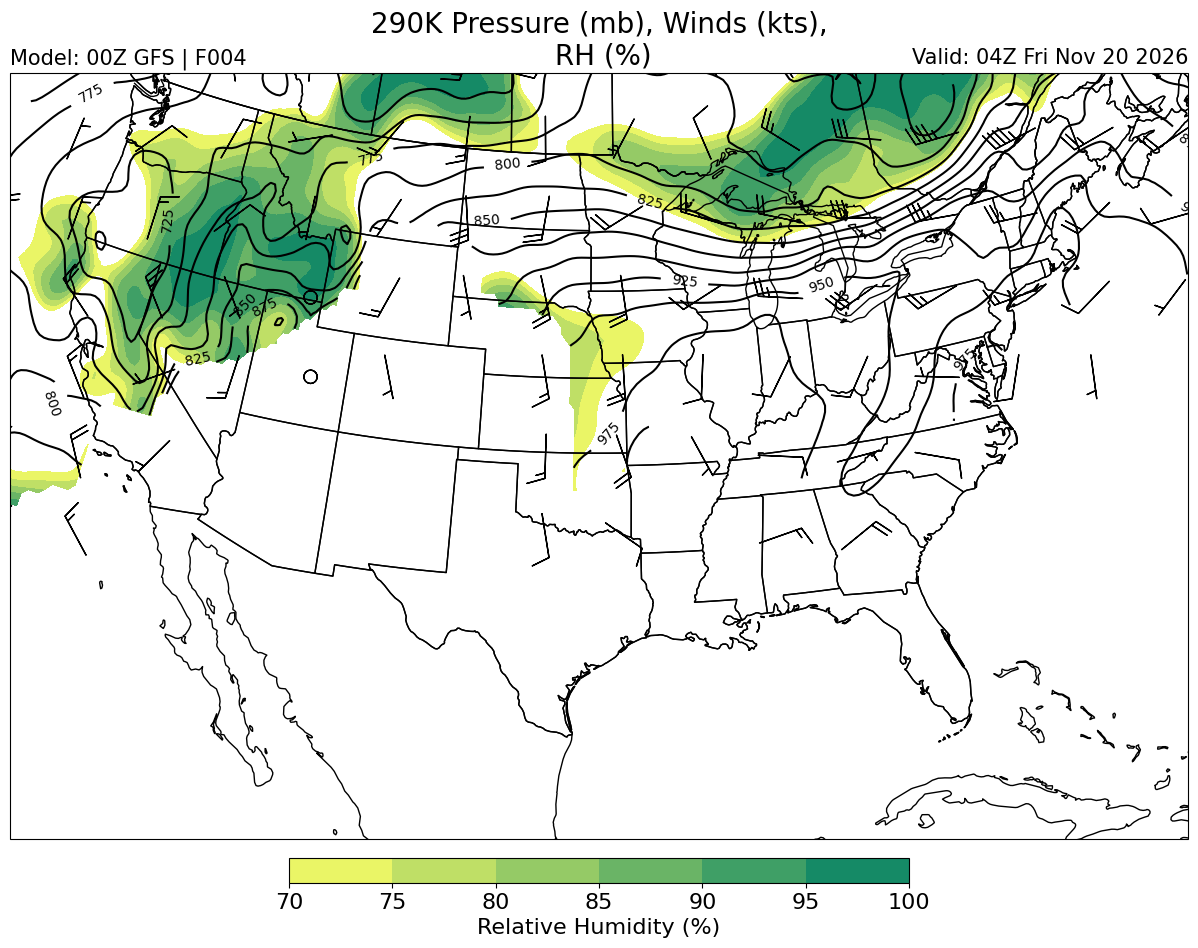 290K Pressure (mb), Winds (kts),
RH (%)
Model: 00Z GFS | F004
Valid: 04Z Fri Nov 20 2026
775
775
800
825
850
725
925
950
850
875
825
800
975
975
70 75 80 85 90 95 100
Relative Humidity (%)